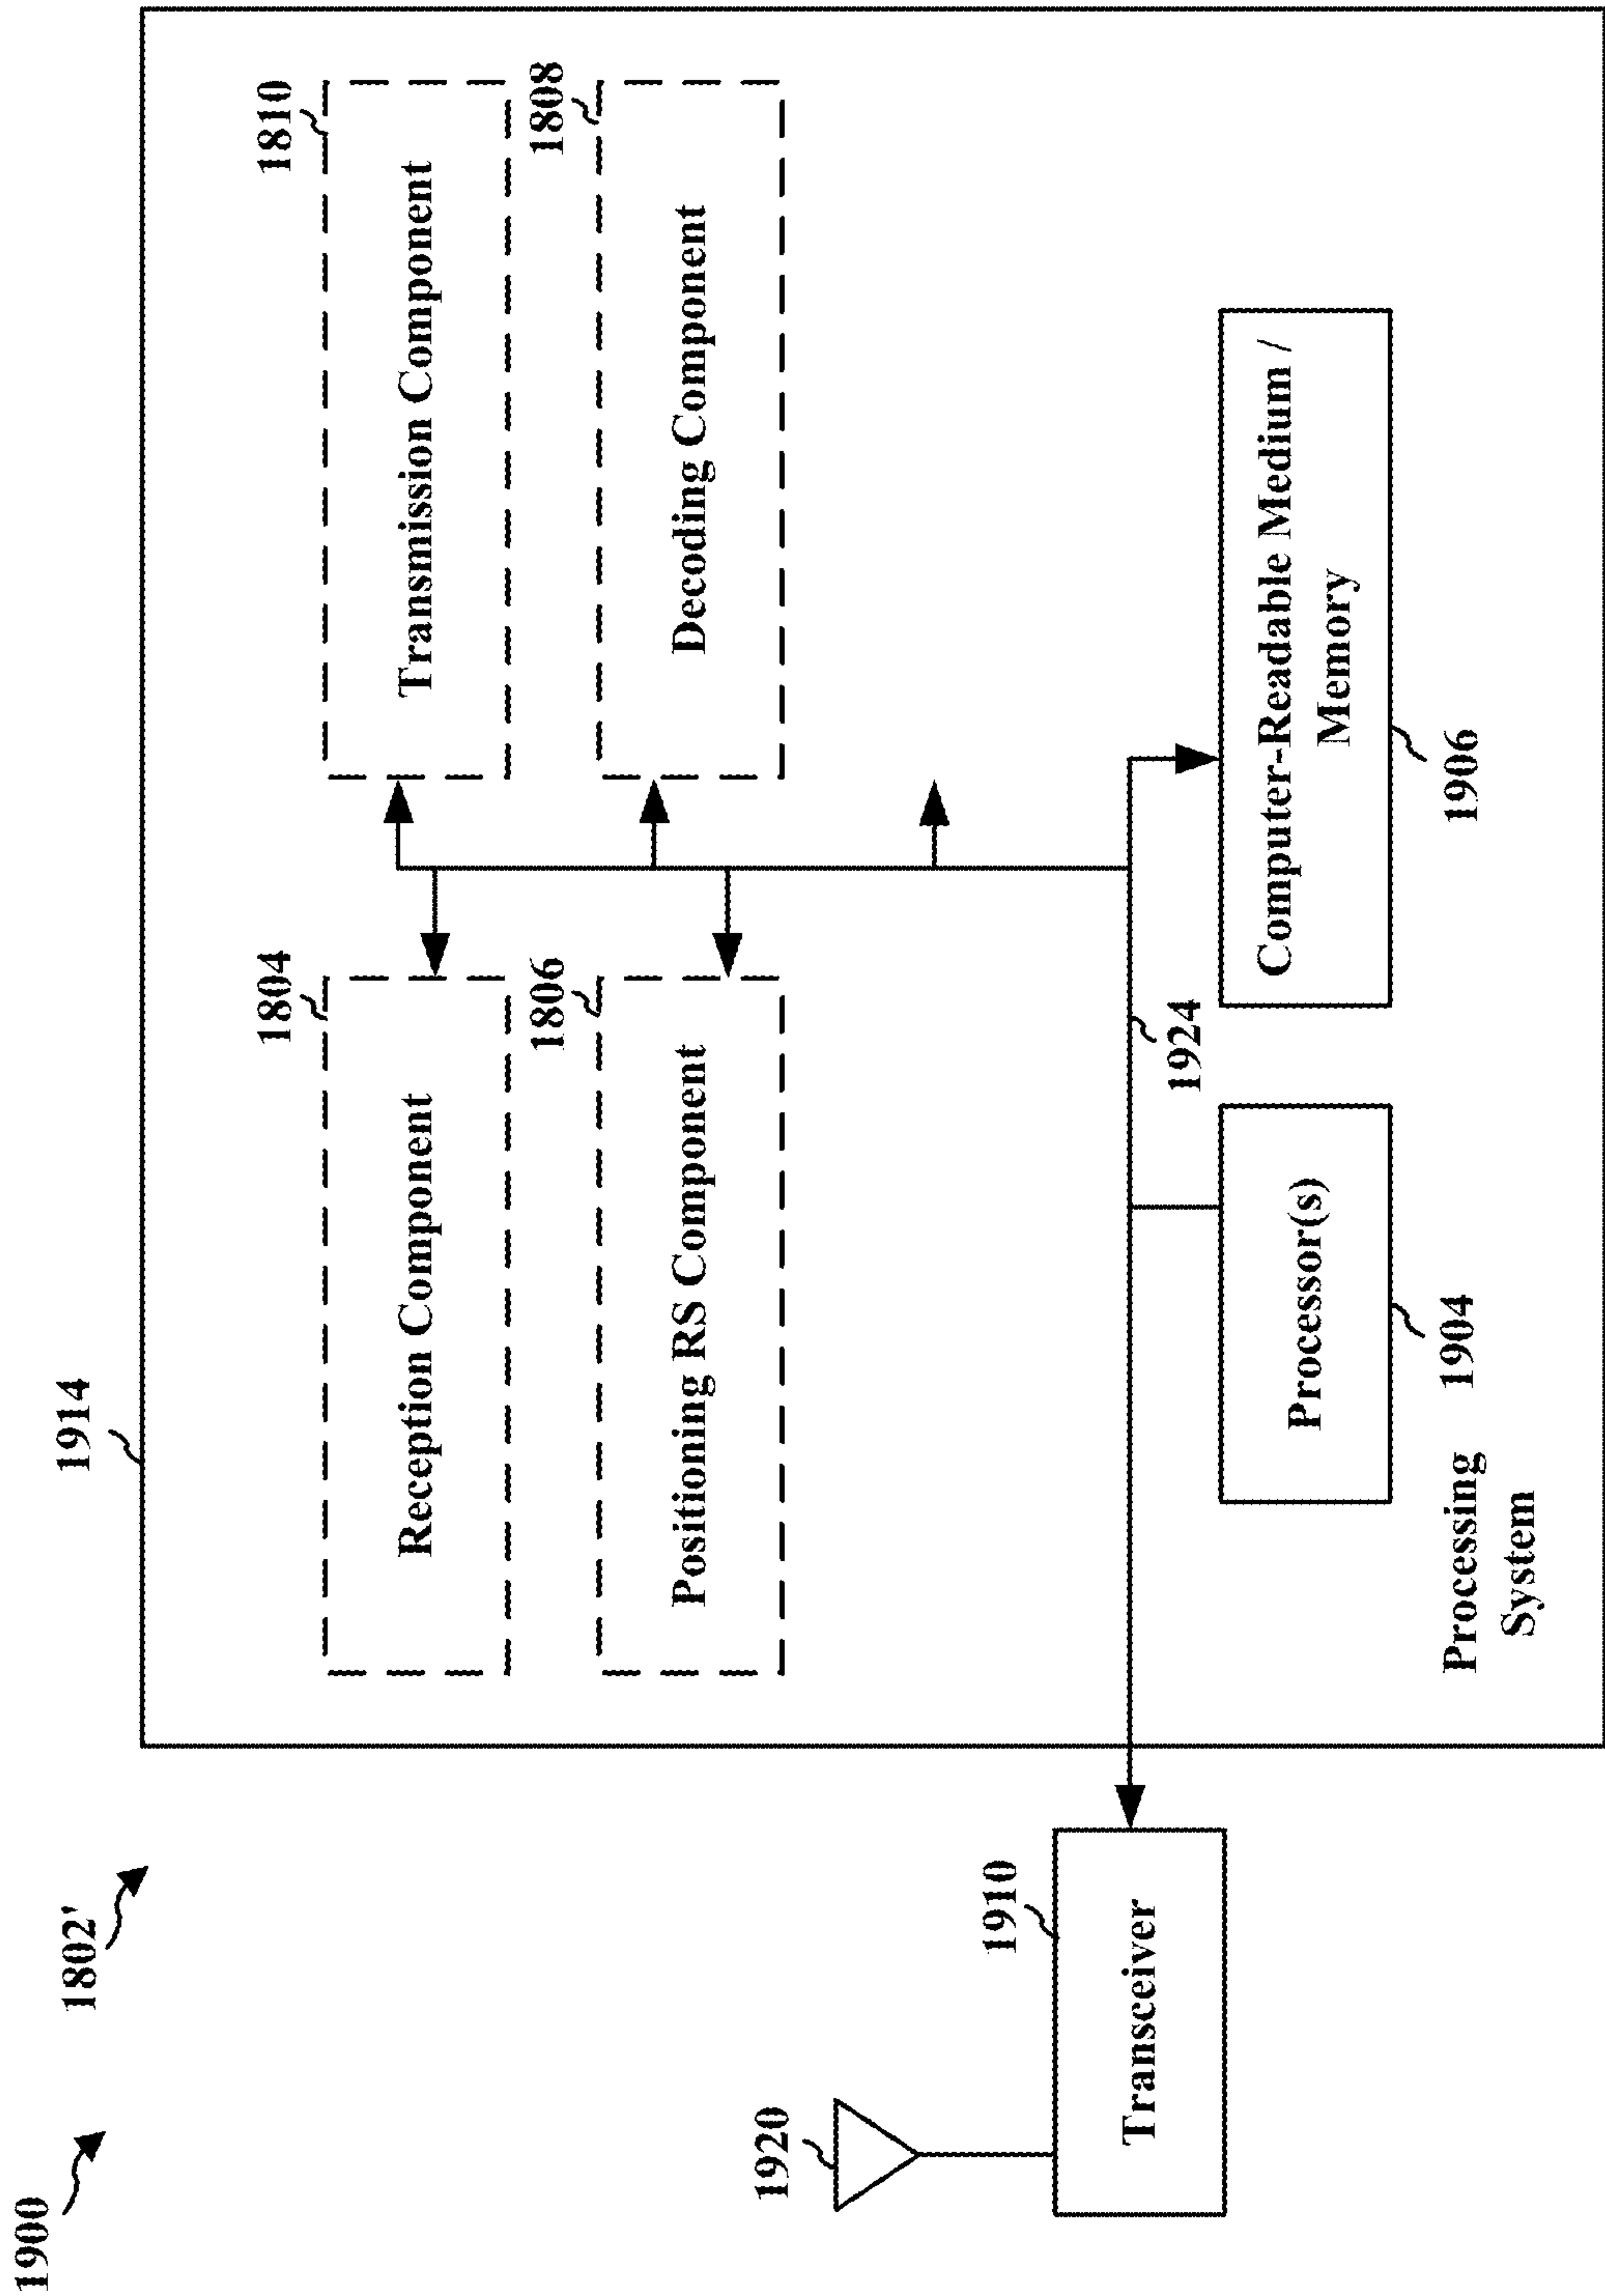 1900
1802'
1914
1804
Reception Component
1810
Transmission Component
1806
Positioning RS Component
1808
Decoding Component
1920
1910
Transceiver
1924
Processor(s)
1904
Computer-Readable Medium /
Memory
1906
Processing
System